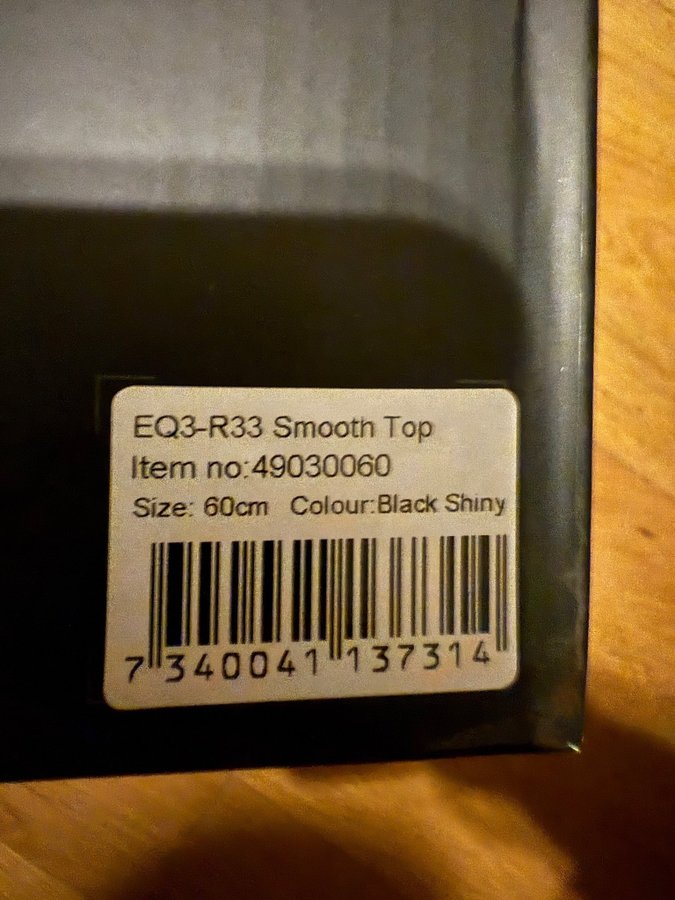 EQ3-R33 Smooth Top
Item no:49030060
Size: 60cm Colour:Black Shiny
7 340041 137314